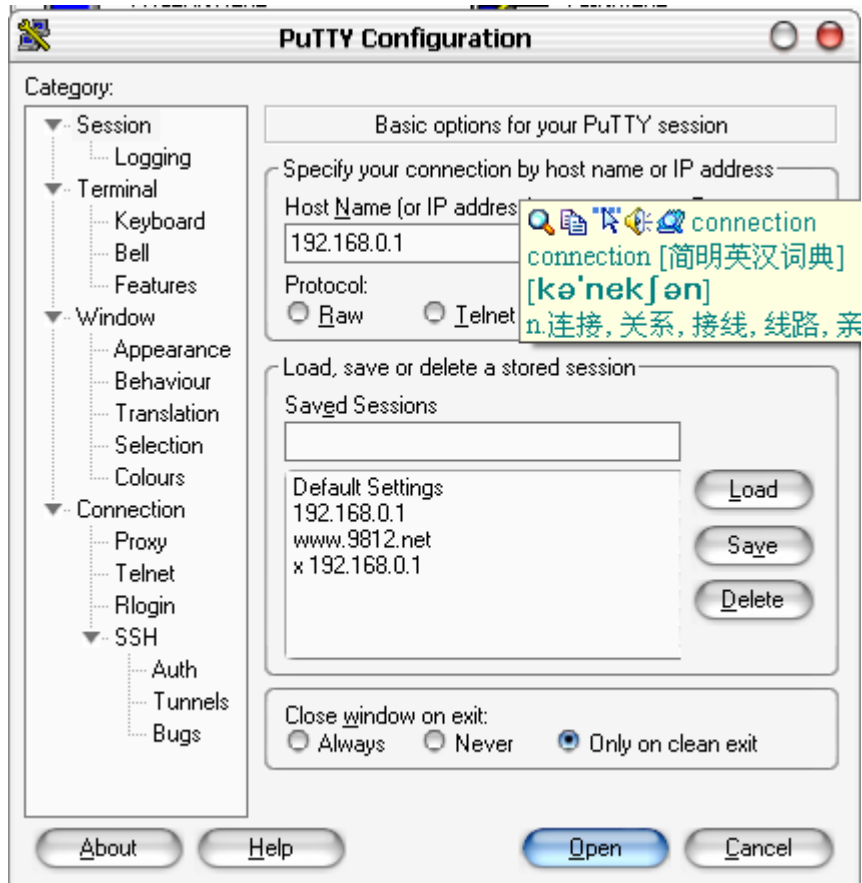 PuTTY Configuration
Category:
Session
Logging
Terminal
Keyboard
Bell
Features
Window
Appearance
Behaviour
Translation
Selection
Colours
Connection
Proxy
Telnet
Rlogin
SSH
Auth
Tunnels
Bugs
Basic options for your PuTTY session
Specify your connection by host name or IP address
Host Name (or IP address
192.168.0.1
Protocol:
Raw Telnet
connection
connection [简明英汉词典]
[kə'nekʃən]
n.连接, 关系, 接线, 线路, 亲
Load, save or delete a stored session
Saved Sessions
Default Settings
192.168.0.1
www.9812.net
x 192.168.0.1
Load
Save
Delete
Close window on exit:
Always Never Only on clean exit
About Help Open Cancel